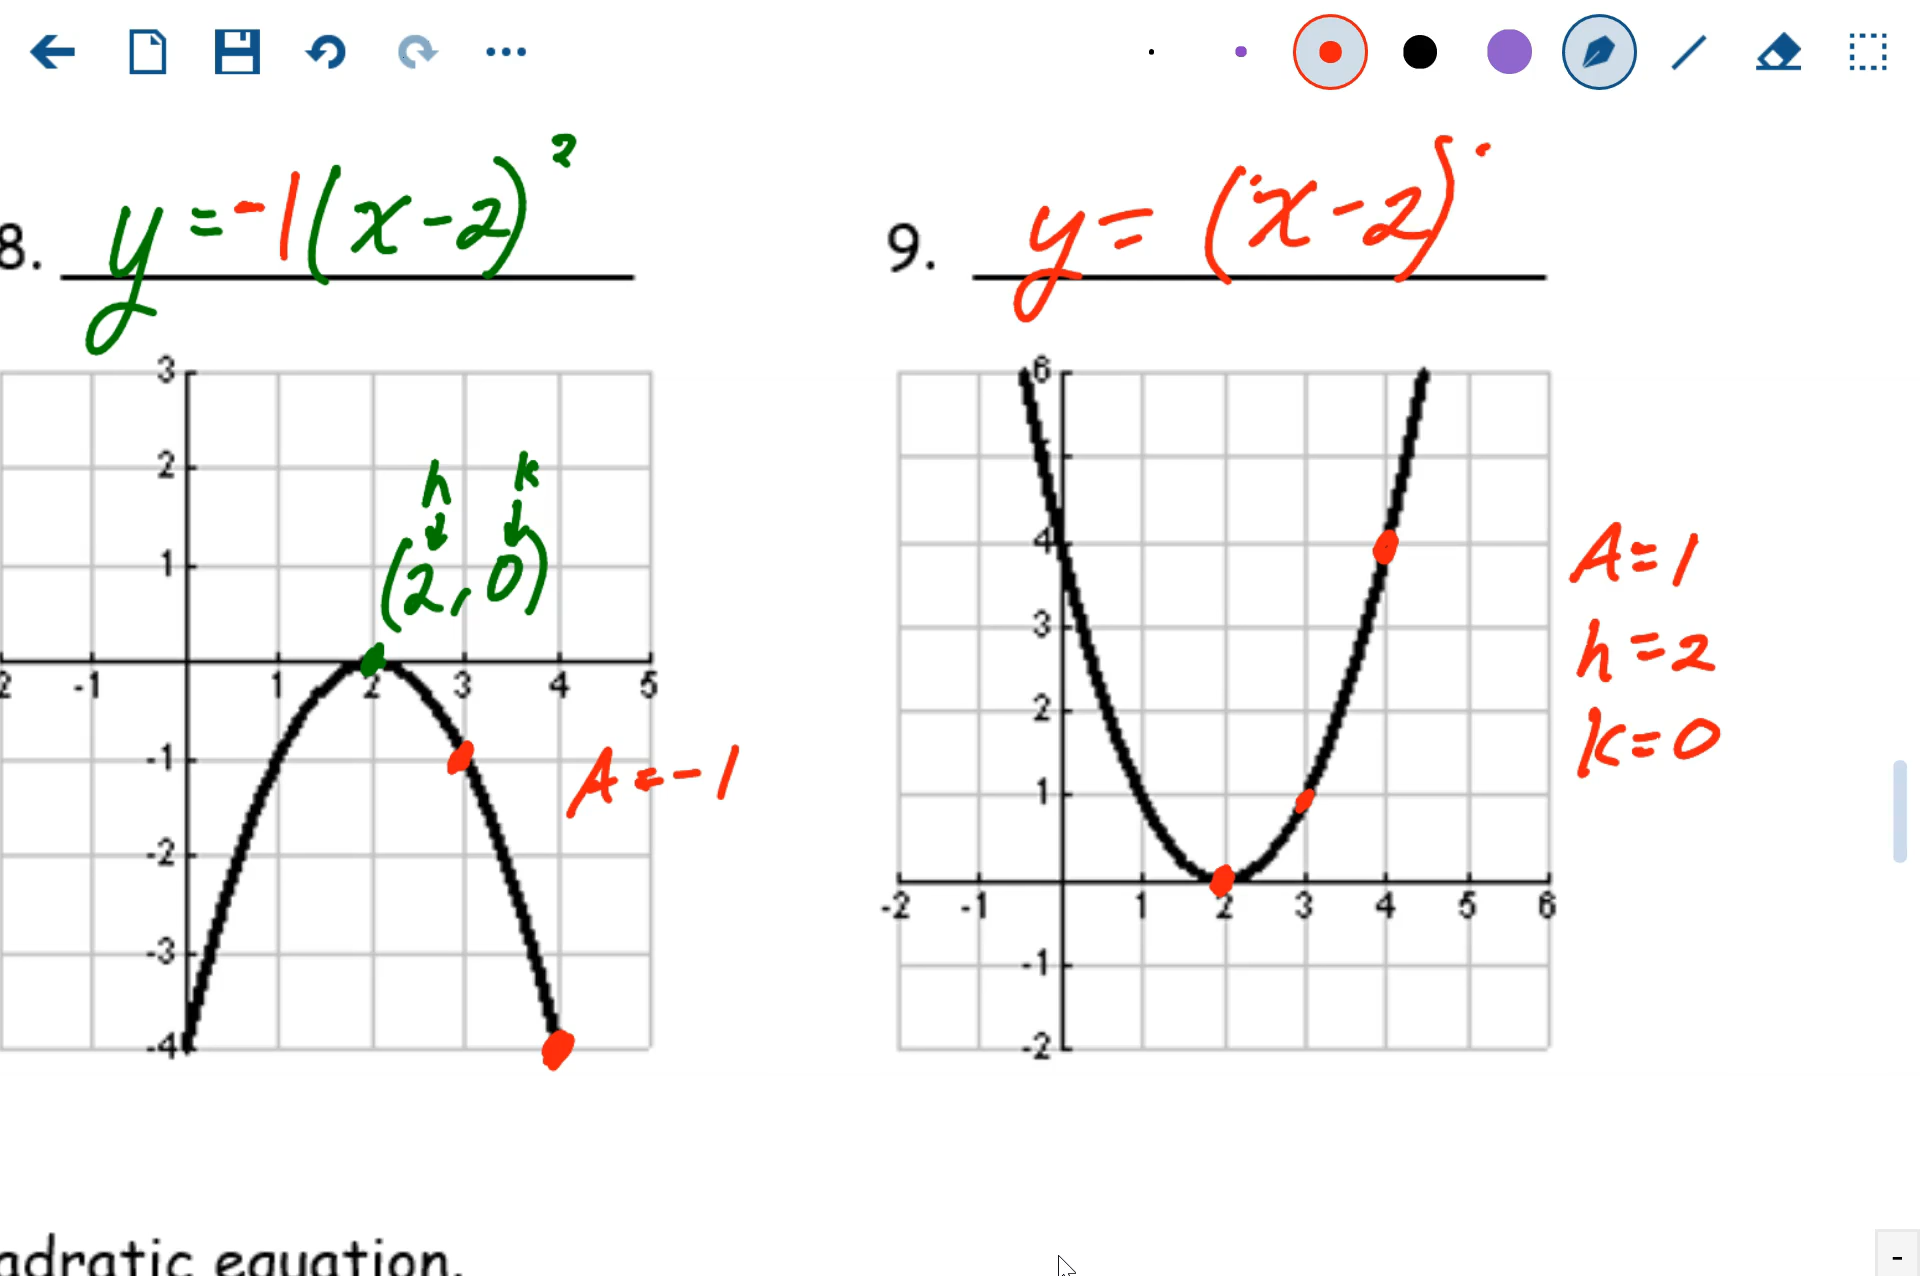 8. y = -1(x-2)²
9. y = (x-2)
3
2
1
-1
-2
-3
-4
2 -1 1 2 3 4 5
h k
(2, 0)
A = -1
6
4
3
2
1
-1
-2
-2 -1 1 2 3 4 5 6
A = 1
h = 2
k = 0
adratic equation.
-